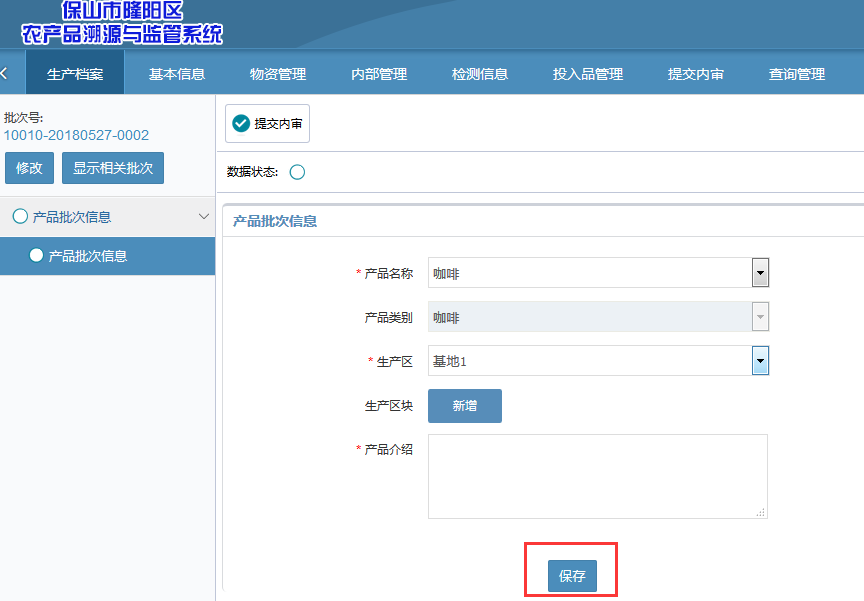 保山市隆阳区
农产品溯源与监管系统
生产档案 基本信息 物资管理 内部管理 检测信息 投入品管理 提交内审 查询管理
批次号:
10010-20180527-0002
修改 显示相关批次
产品批次信息
产品批次信息
提交内审
数据状态:
产品批次信息
* 产品名称 咖啡
产品类别 咖啡
* 生产区 基地1
生产区块 新增
* 产品介绍
保存